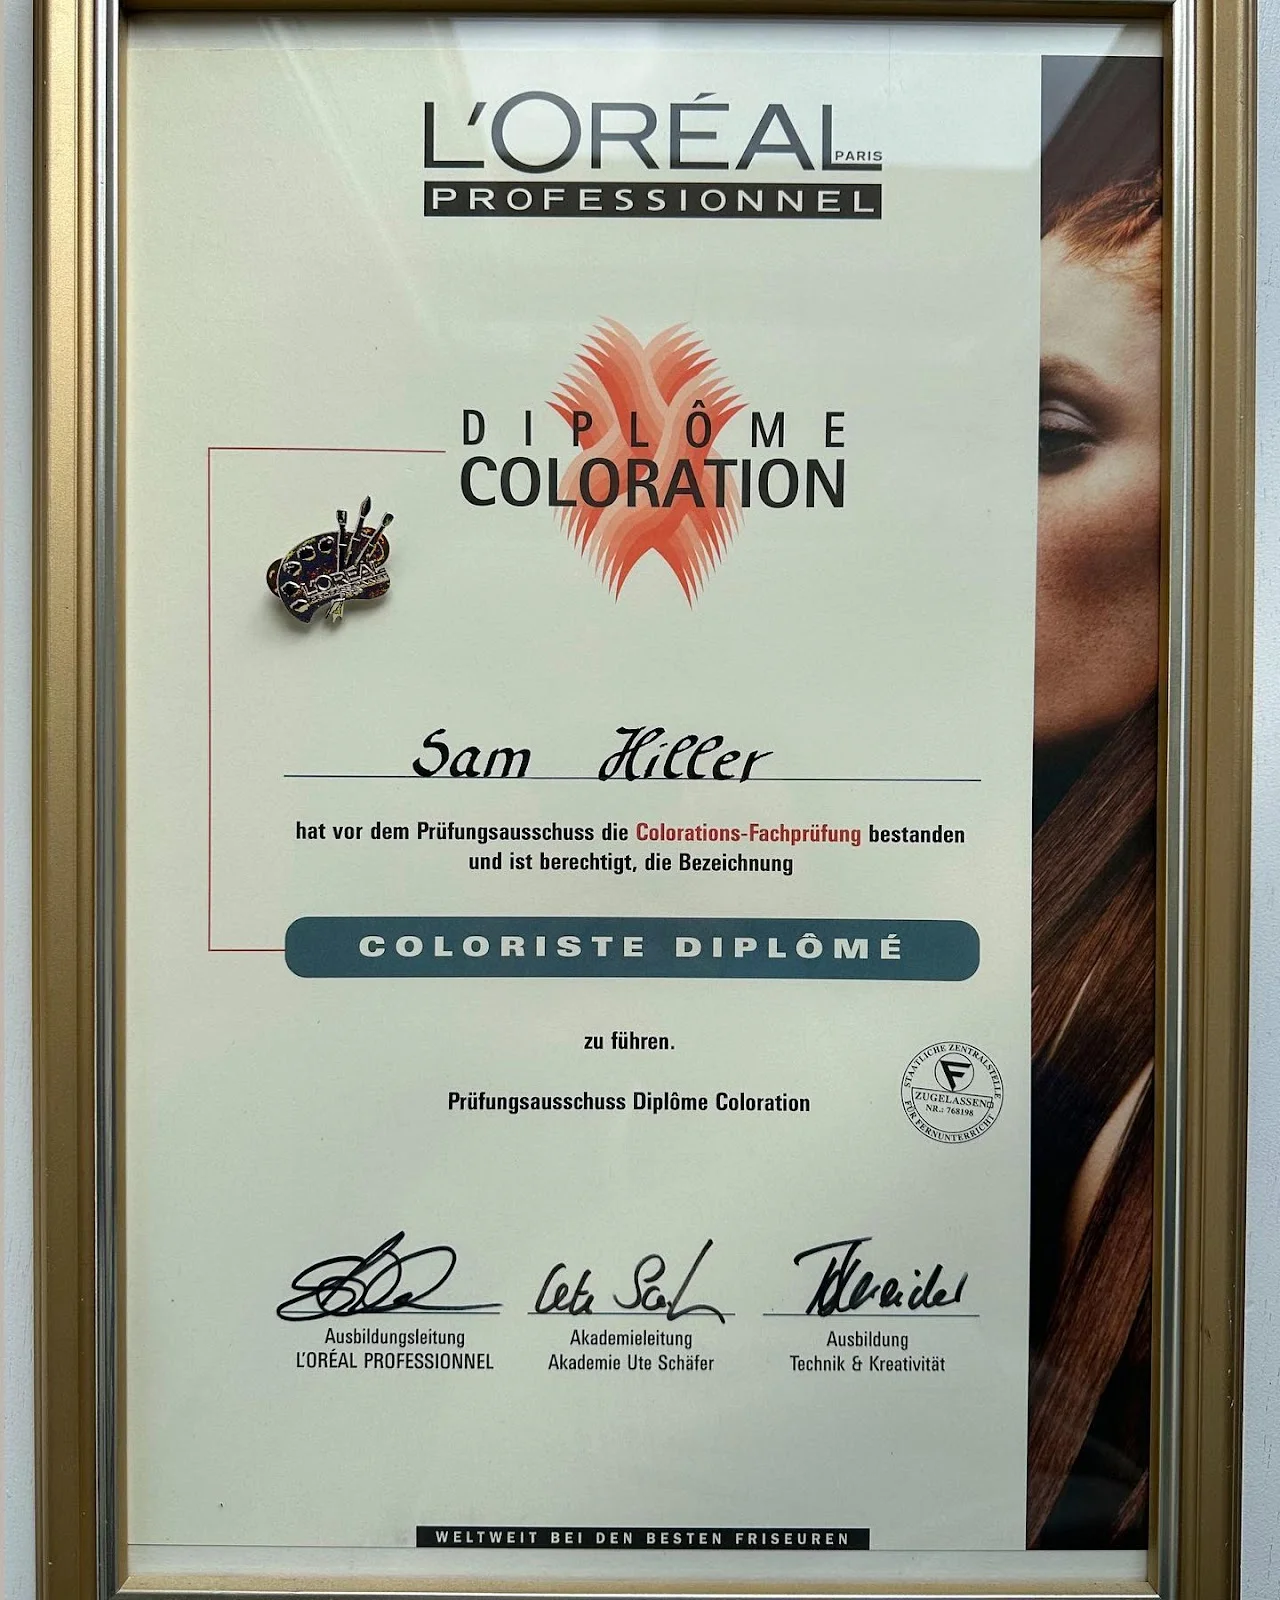 L'ORÉAL
PARIS
PROFESSIONNEL
DIPLÔME
COLORATION
L'ORÉAL
Sam Hiller
hat vor dem Prüfungsausschuss die Colorations-Fachprüfung bestanden
und ist berechtigt, die Bezeichnung
COLORISTE DIPLÔMÉ
zu führen.
Prüfungsausschuss Diplôme Coloration
STAATLICHE ZENTRALSTELLE
F
ZUGELASSEN
NR.: 768198
FÜR FERNUNTERRICHT
Ute
Ausbildungsleitung
L'ORÉAL PROFESSIONNEL
Akademieleitung
Akademie Ute Schäfer
Ausbildung
Technik & Kreativität
WELTWEIT BEI DEN BESTEN FRISEUREN